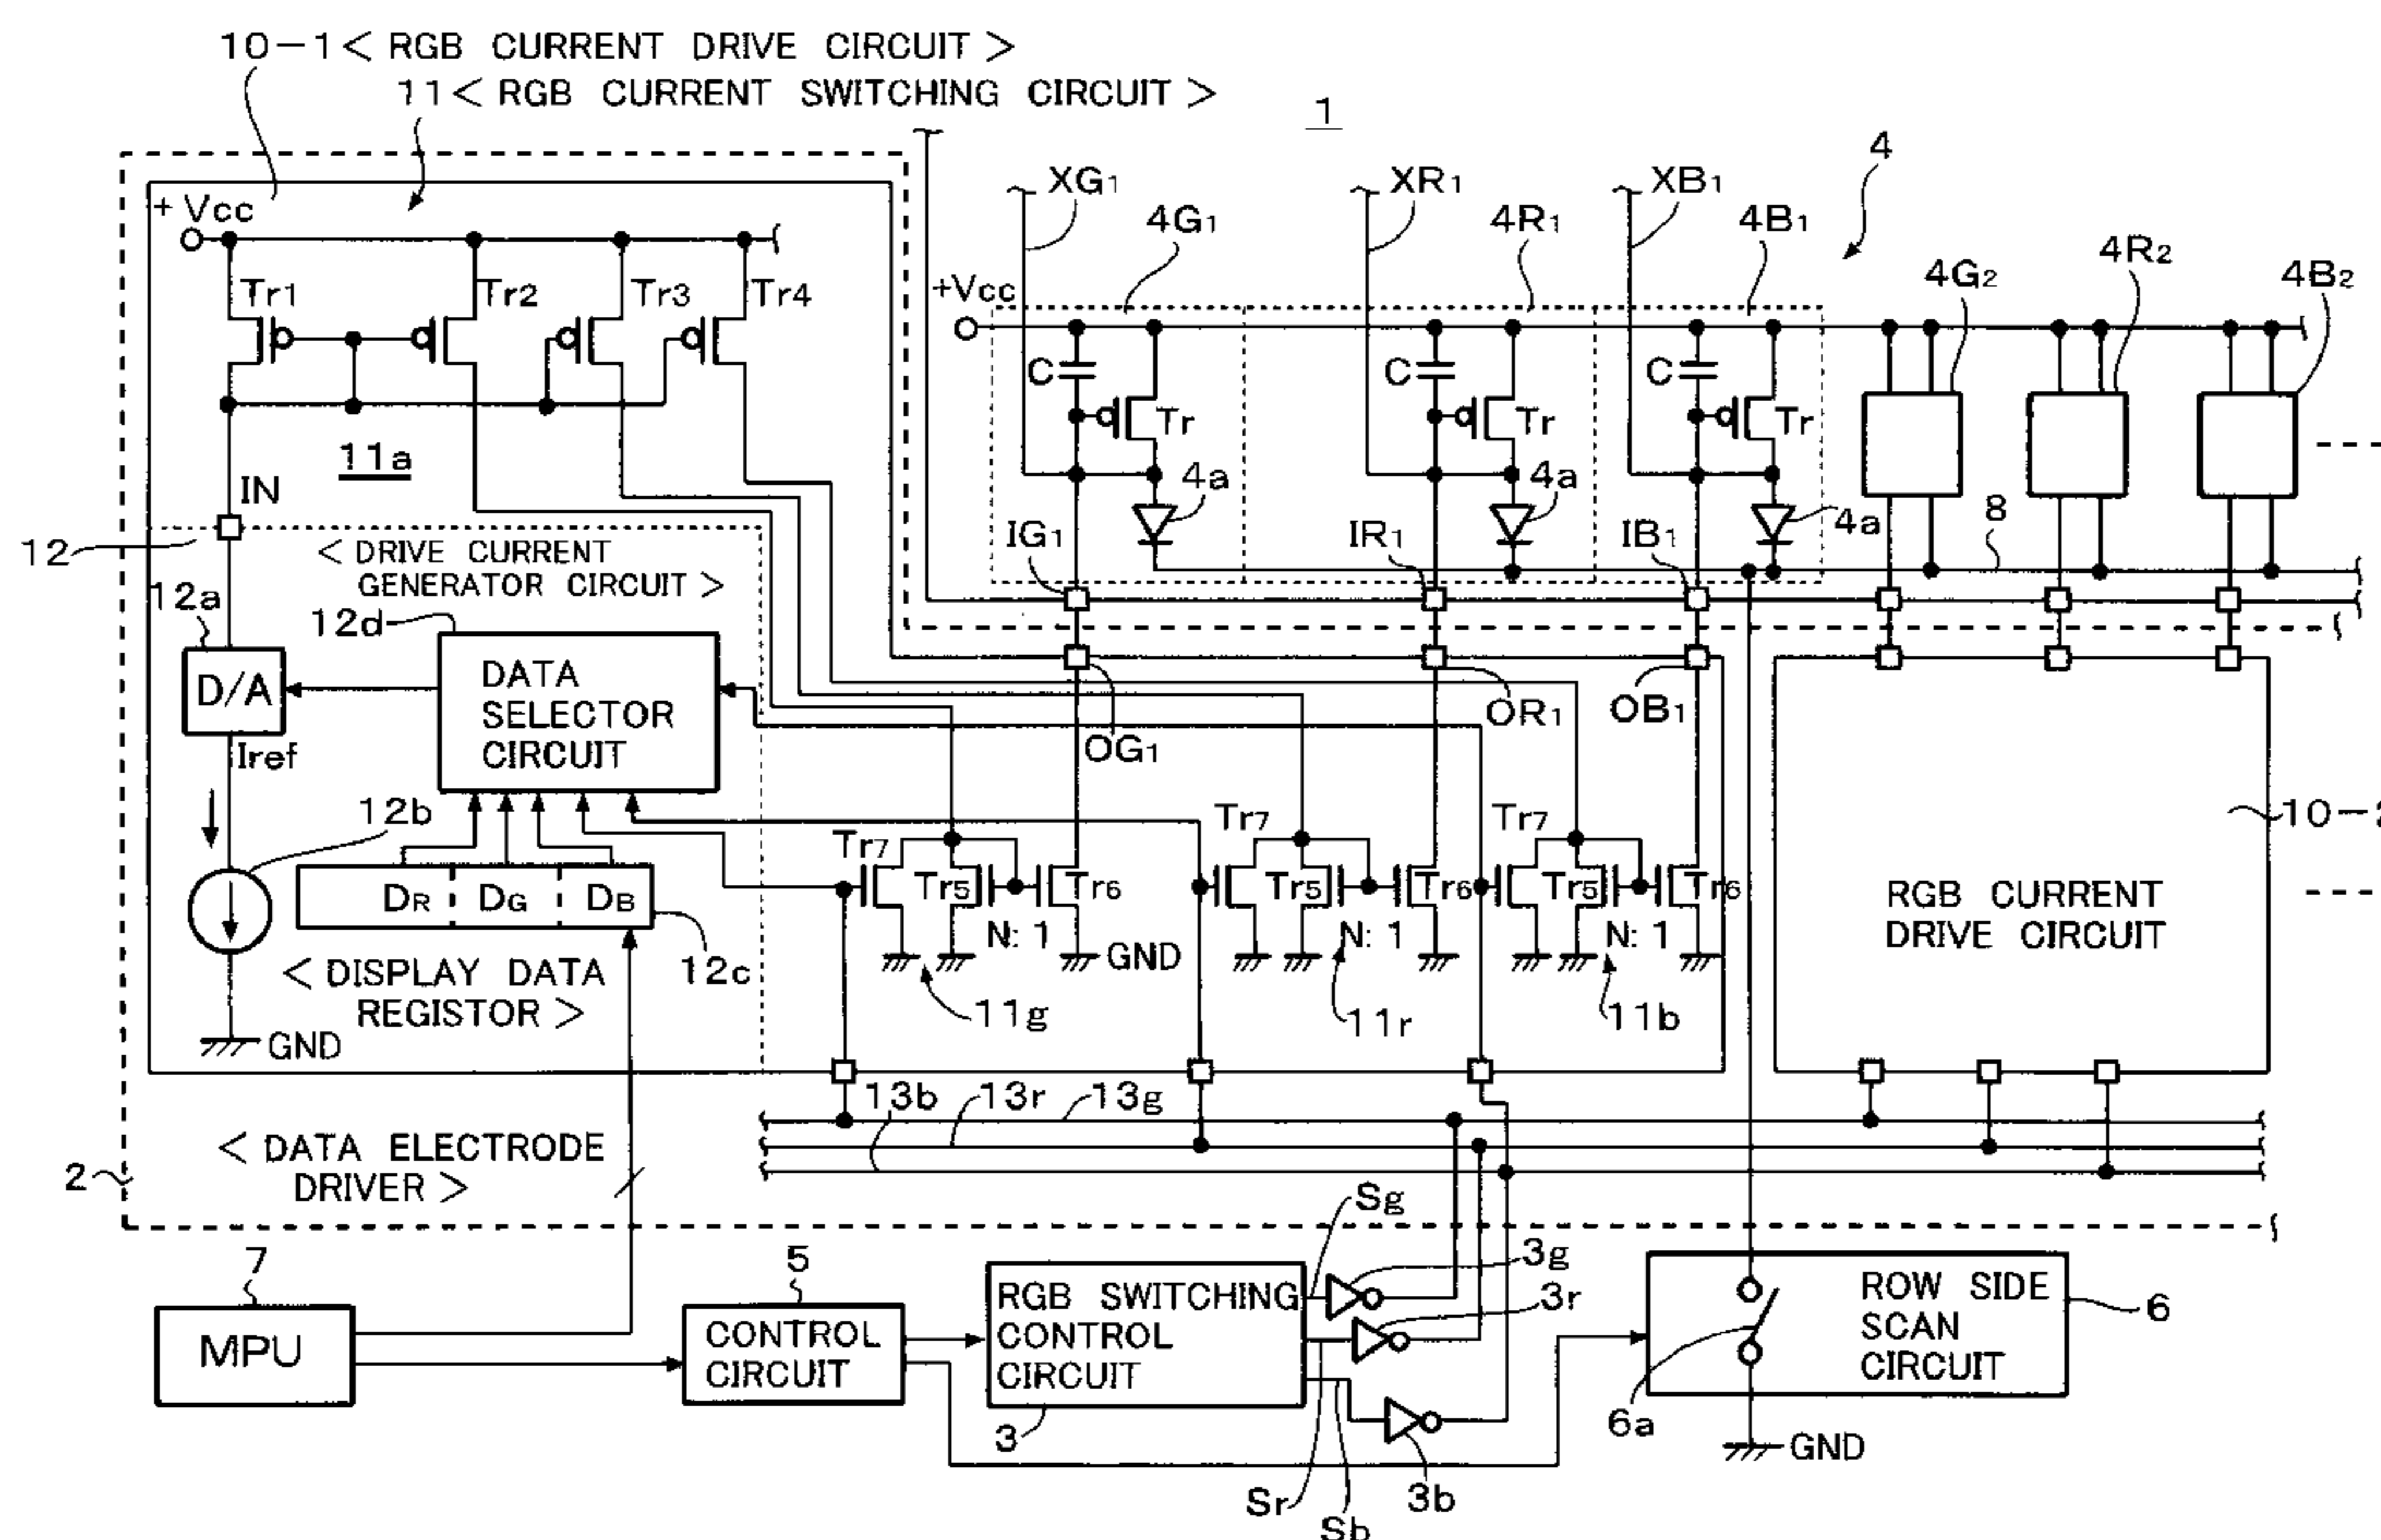 10-1< RGB CURRENT DRIVE CIRCUIT >
11< RGB CURRENT SWITCHING CIRCUIT >
1
4
XG1
XR1
XB1
+ Vcc
4G1
4R1
4B1
4G2
4R2
4B2
Tr1
Tr2
Tr3
Tr4
+Vcc
C
Tr
C
Tr
C
Tr
11a
IN
4a
4a
4a
8
12
< DRIVE CURRENT
GENERATOR CIRCUIT >
IG1
IR1
IB1
12a
12d
D/A
DATA
SELECTOR
CIRCUIT
OG1
OR1
OB1
Iref
12b
Tr7
Tr5
Tr6
Tr7
Tr5
Tr6
Tr7
Tr5
Tr6
10-2
DR
DG
DB
N: 1
N: 1
N: 1
RGB CURRENT
DRIVE CIRCUIT
GND
12c
< DISPLAY DATA
REGISTOR >
11g
11r
11b
GND
13b
13r
13g
< DATA ELECTRODE
DRIVER >
2
Sg
7
5
3g
MPU
CONTROL
CIRCUIT
RGB SWITCHING
CONTROL
CIRCUIT
3r
ROW SIDE
SCAN
CIRCUIT
6
6a
3
GND
Sr
Sb
3b